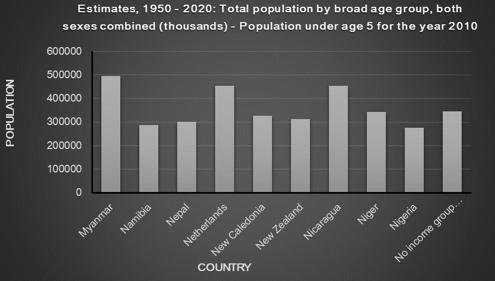 Estimates, 1950 - 2020: Total population by broad age group, both
sexes combined (thousands) - Population under age 5 for the year 2010
POPULATION
600000
500000
400000
300000
200000
100000
0
Myanmar
Namibia
Nepal
Netherlands
New Caledonia
New Zealand
Nicaragua
Niger
Nigeria
No income group...
COUNTRY